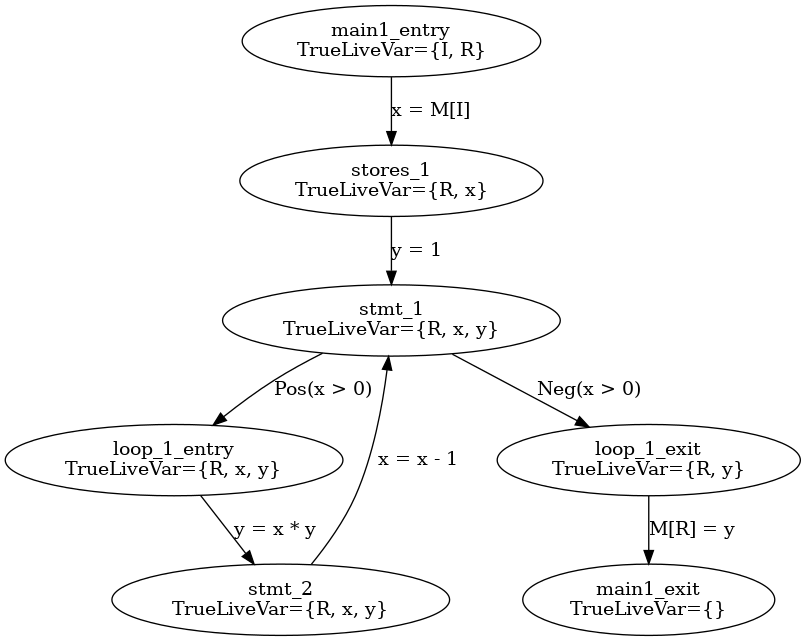 main1_entry
TrueLiveVar={I, R}
x = M[I]
stores_1
TrueLiveVar={R, x}
y = 1
stmt_1
TrueLiveVar={R, x, y}
Pos(x > 0)
Neg(x > 0)
loop_1_entry
TrueLiveVar={R, x, y}
x = x - 1
loop_1_exit
TrueLiveVar={R, y}
y = x * y
M[R] = y
stmt_2
TrueLiveVar={R, x, y}
main1_exit
TrueLiveVar={}